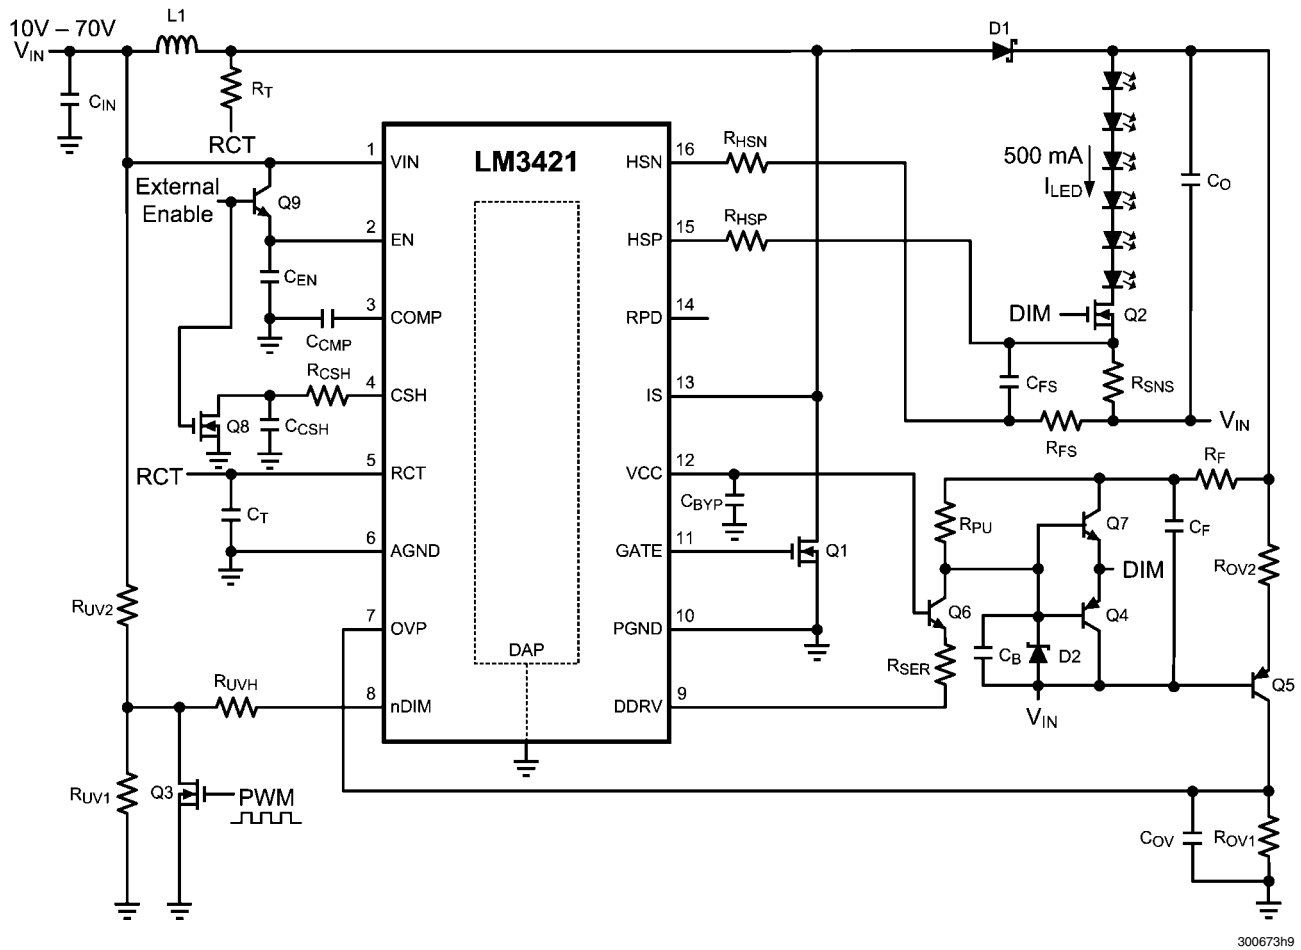 10V – 70V
VIN
L1
D1
CIN
RT
RCT
LM3421
1
VIN
2
EN
3
COMP
4
CSH
5
RCT
6
AGND
7
OVP
8
nDIM
16
HSN
15
HSP
14
RPD
13
IS
12
VCC
11
GATE
10
PGND
9
DDRV
DAP
External
Enable
Q9
CEN
CCMP
RCSH
Q8
CCSH
RCT
CT
RUV2
RUVH
RUV1
Q3
PWM
RHSN
RHSP
500 mA
ILED
CO
DIM
Q2
CFS
RSNS
RFS
VIN
CBYP
Q1
RF
RPU
Q7
CF
DIM
ROV2
Q6
Q4
CB
D2
RSER
VIN
Q5
COV
ROV1
300673h9